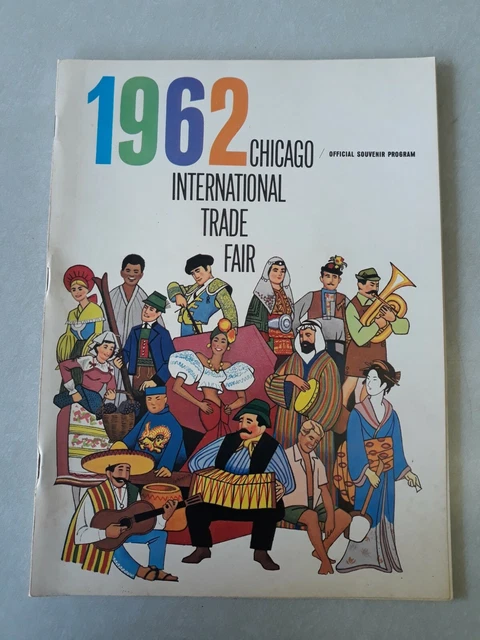 1962 CHICAGO / OFFICIAL SOUVENIR PROGRAM
INTERNATIONAL
TRADE
FAIR